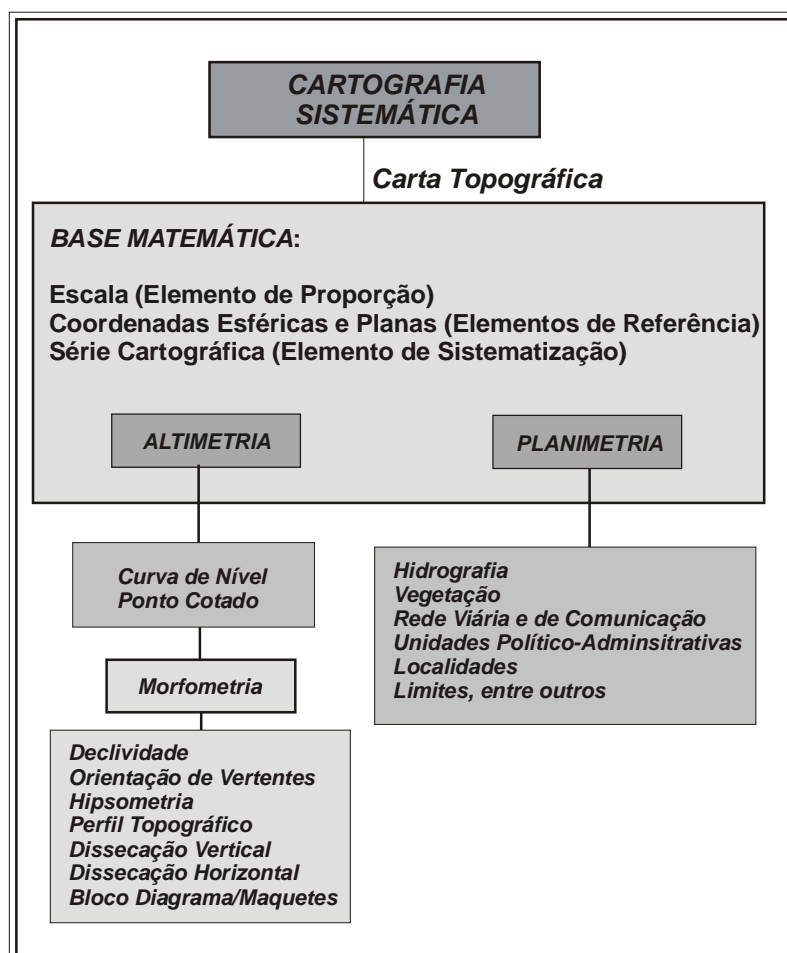 CARTOGRAFIA
SISTEMÁTICA
Carta Topográfica
BASE MATEMÁTICA:
Escala (Elemento de Proporção)
Coordenadas Esféricas e Planas (Elementos de Referência)
Série Cartográfica (Elemento de Sistematização)
ALTIMETRIA
PLANIMETRIA
Curva de Nível
Ponto Cotado
Hidrografia
Vegetação
Rede Viária e de Comunicação
Unidades Político-Adminsitrativas
Localidades
Limites, entre outros
Morfometria
Declividade
Orientação de Vertentes
Hipsometria
Perfil Topográfico
Dissecação Vertical
Dissecação Horizontal
Bloco Diagrama/Maquetes